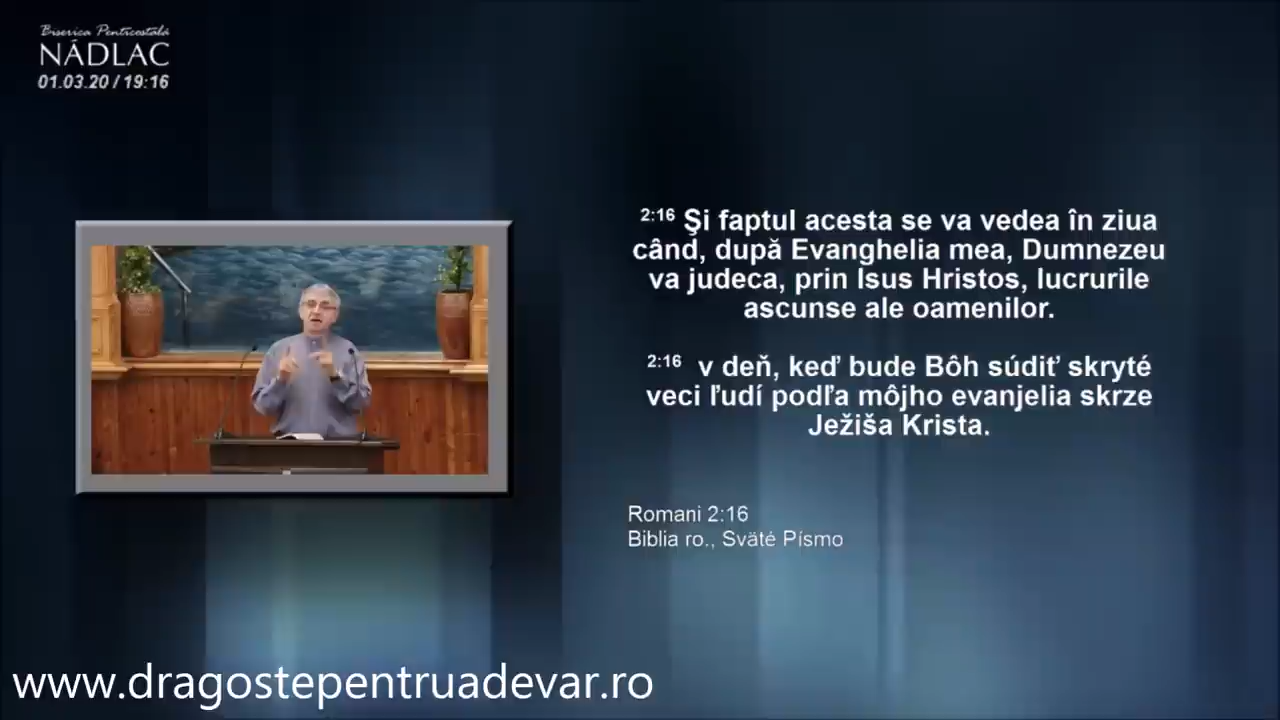 Biserica Penticostală
NĂDLAC
01.03.20 / 19:16
2:16 Şi faptul acesta se va vedea în ziua
când, după Evanghelia mea, Dumnezeu
va judeca, prin Isus Hristos, lucrurile
ascunse ale oamenilor.
2:16 v deň, keď bude Bôh súdiť skryté
veci ľudí podľa môjho evanjelia skrze
Ježiša Krista.
Romani 2:16
Biblia ro., Sväté Písmo
www.dragostepentruadevar.ro